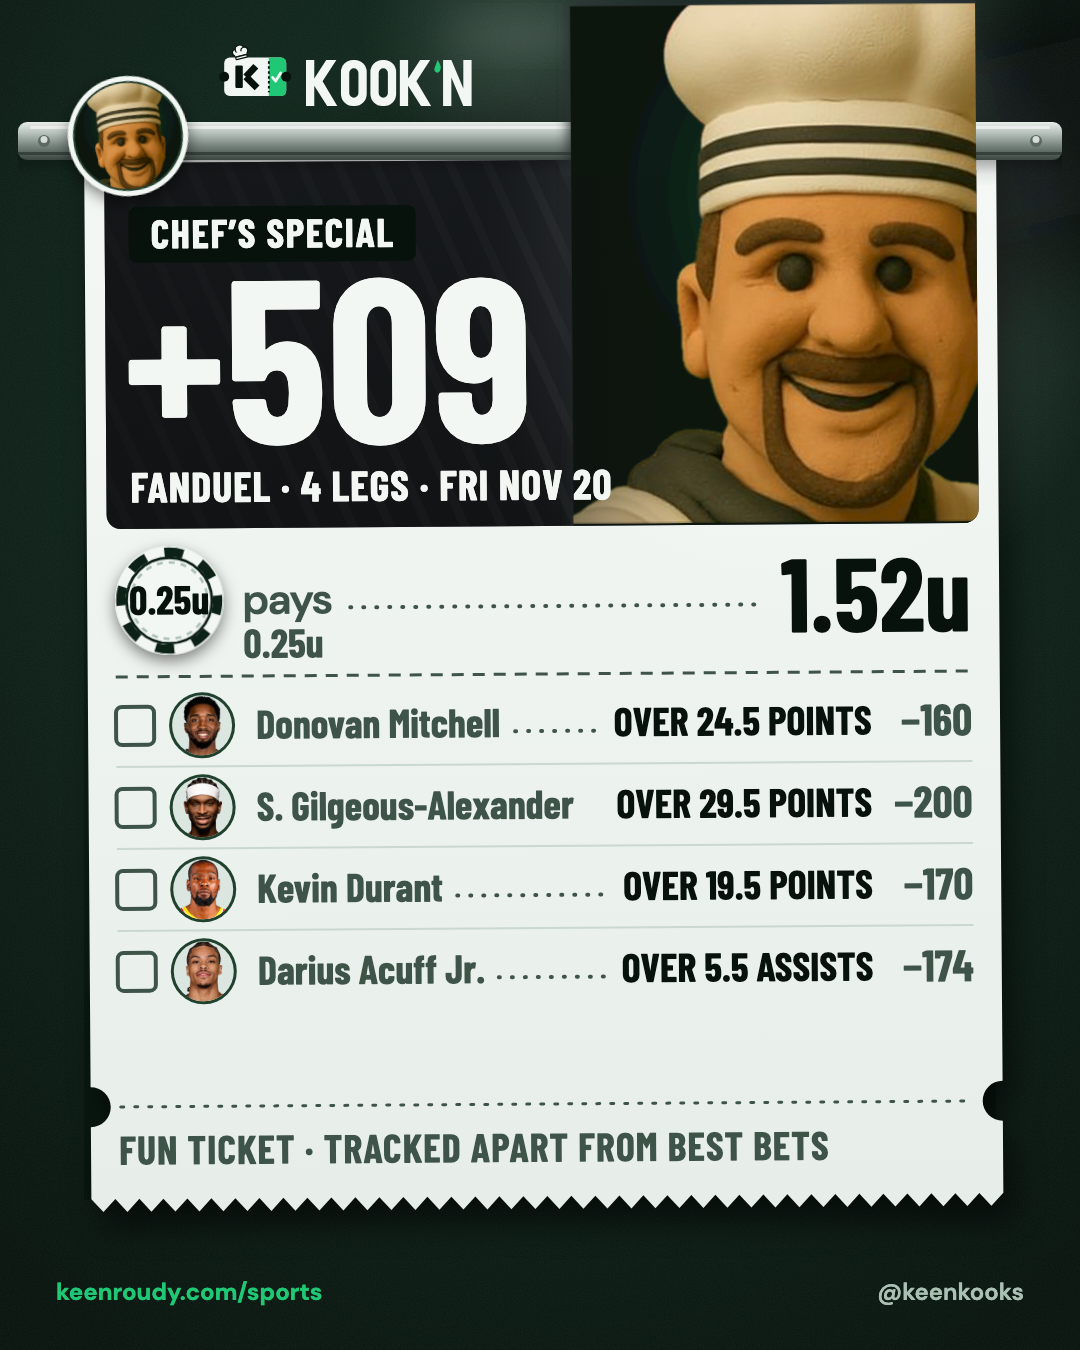 K KOOK'N
CHEF'S SPECIAL
+509
FANDUEL · 4 LEGS · FRI NOV 20
0.25u pays 1.52u
0.25u
Donovan Mitchell OVER 24.5 POINTS −160
S. Gilgeous-Alexander OVER 29.5 POINTS −200
Kevin Durant OVER 19.5 POINTS −170
Darius Acuff Jr. OVER 5.5 ASSISTS −174
FUN TICKET · TRACKED APART FROM BEST BETS
keenroudy.com/sports @keenkooks